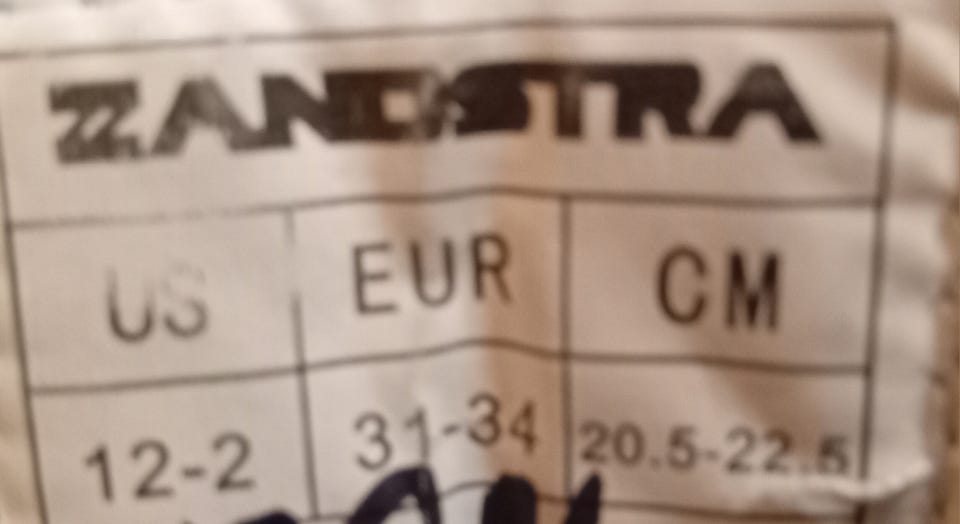 ZANDSTRA
US EUR CM
12-2 31-34 20.5-22.5